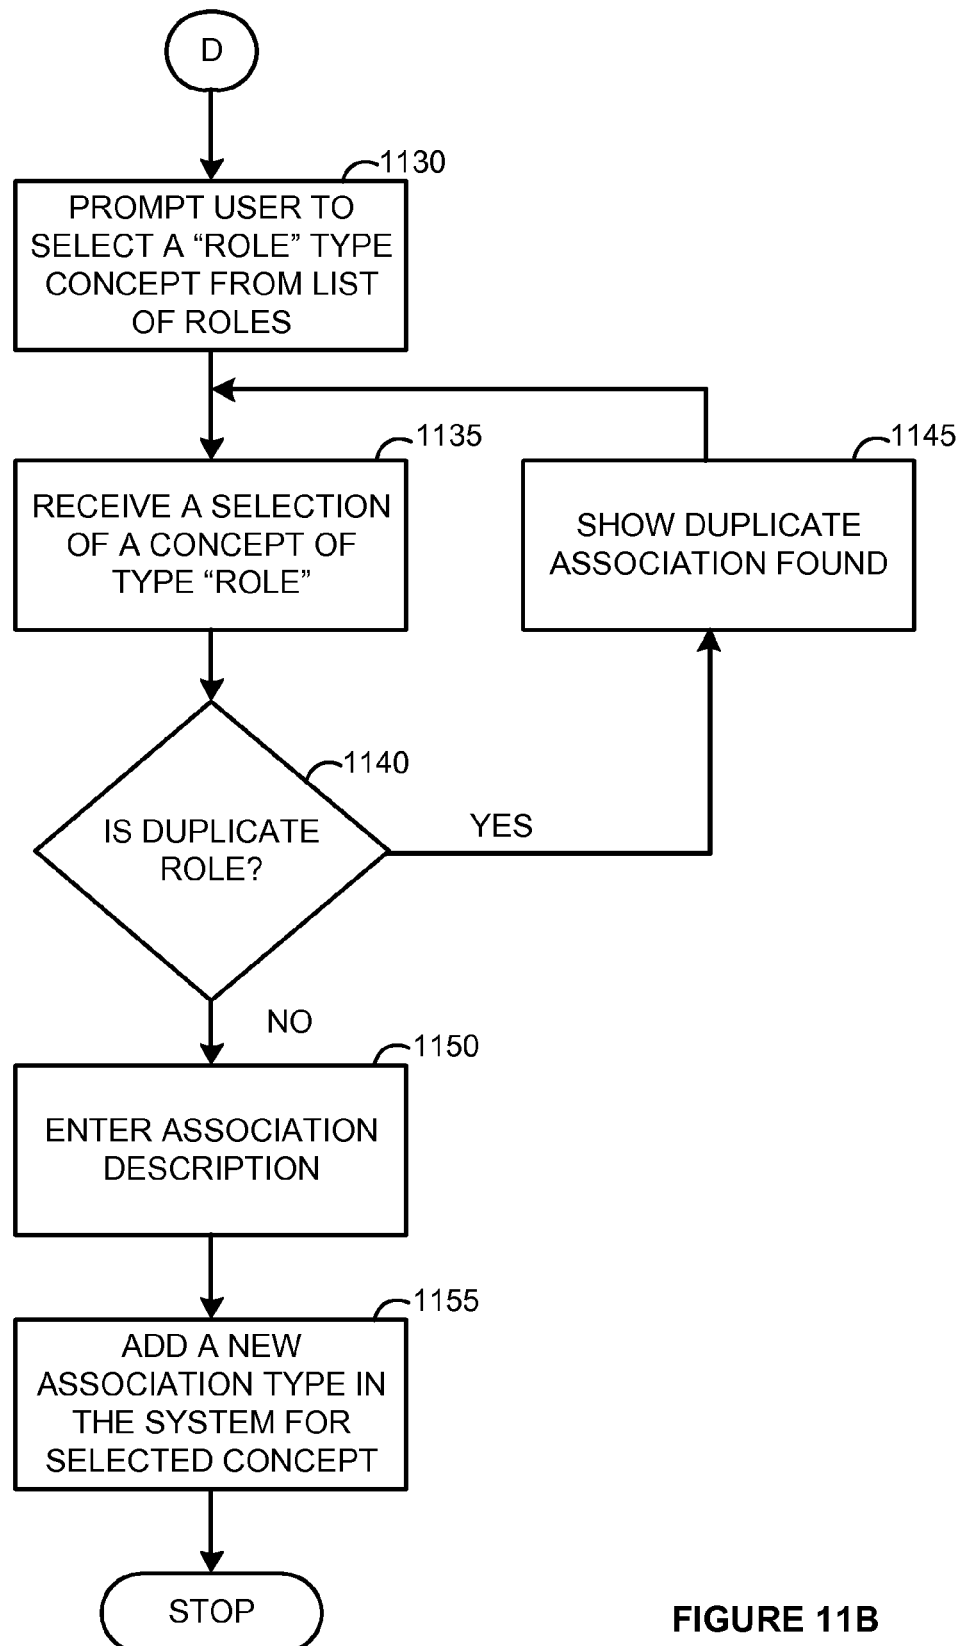 D
1130
PROMPT USER TO
SELECT A “ROLE” TYPE
CONCEPT FROM LIST
OF ROLES
1135
RECEIVE A SELECTION
OF A CONCEPT OF
TYPE “ROLE”
1145
SHOW DUPLICATE
ASSOCIATION FOUND
1140
IS DUPLICATE
ROLE?
YES
NO
1150
ENTER ASSOCIATION
DESCRIPTION
1155
ADD A NEW
ASSOCIATION TYPE IN
THE SYSTEM FOR
SELECTED CONCEPT
STOP
FIGURE 11B